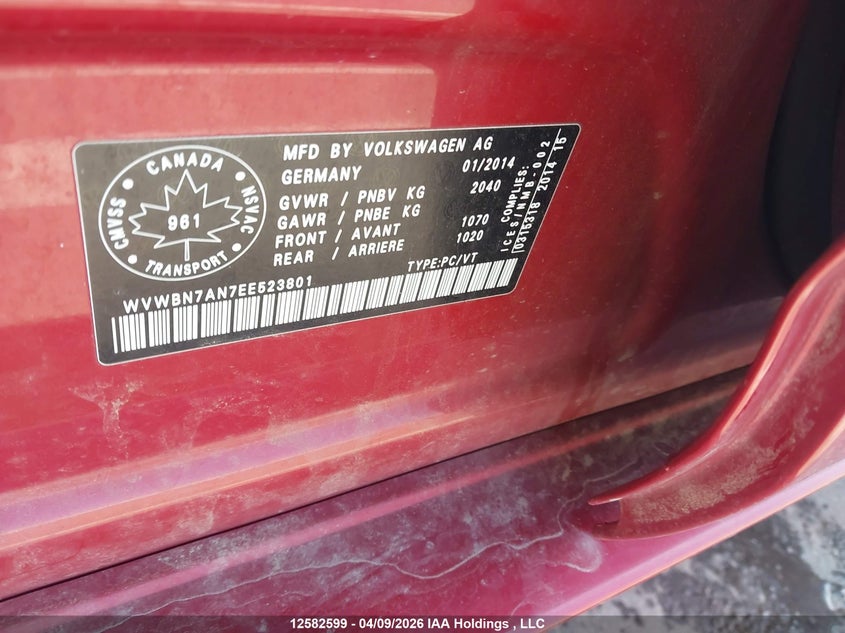 CANADA
CMVSS
961
NSVAC
TRANSPORT
MFD BY VOLKSWAGEN AG
GERMANY 01/2014
GVWR / PNBV KG 2040
GAWR / PNBE KG
FRONT / AVANT 1070
REAR / ARRIERE 1020
TYPE:PC/VT
COMPLIES:
ICES/NMB-002
0315318 2014 15
WVWBN7AN7EE523801
12582599 - 04/09/2026 IAA Holdings , LLC